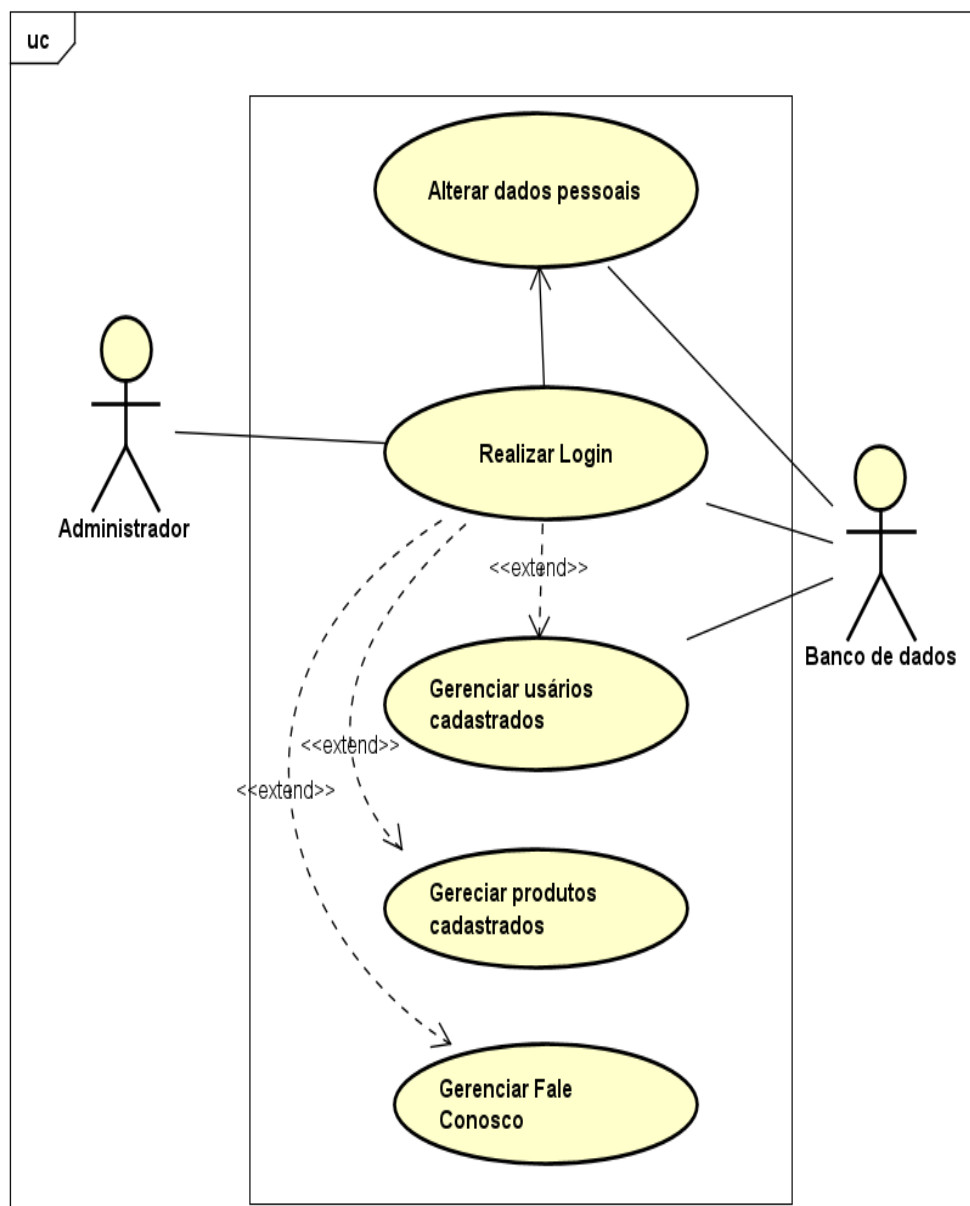 uc
Alterar dados pessoais
Realizar Login
Administrador
<<extend>>
Banco de dados
Gerenciar usários
cadastrados
<<extend>>
<<extend>>
Gereciar produtos
cadastrados
Gerenciar Fale
Conosco